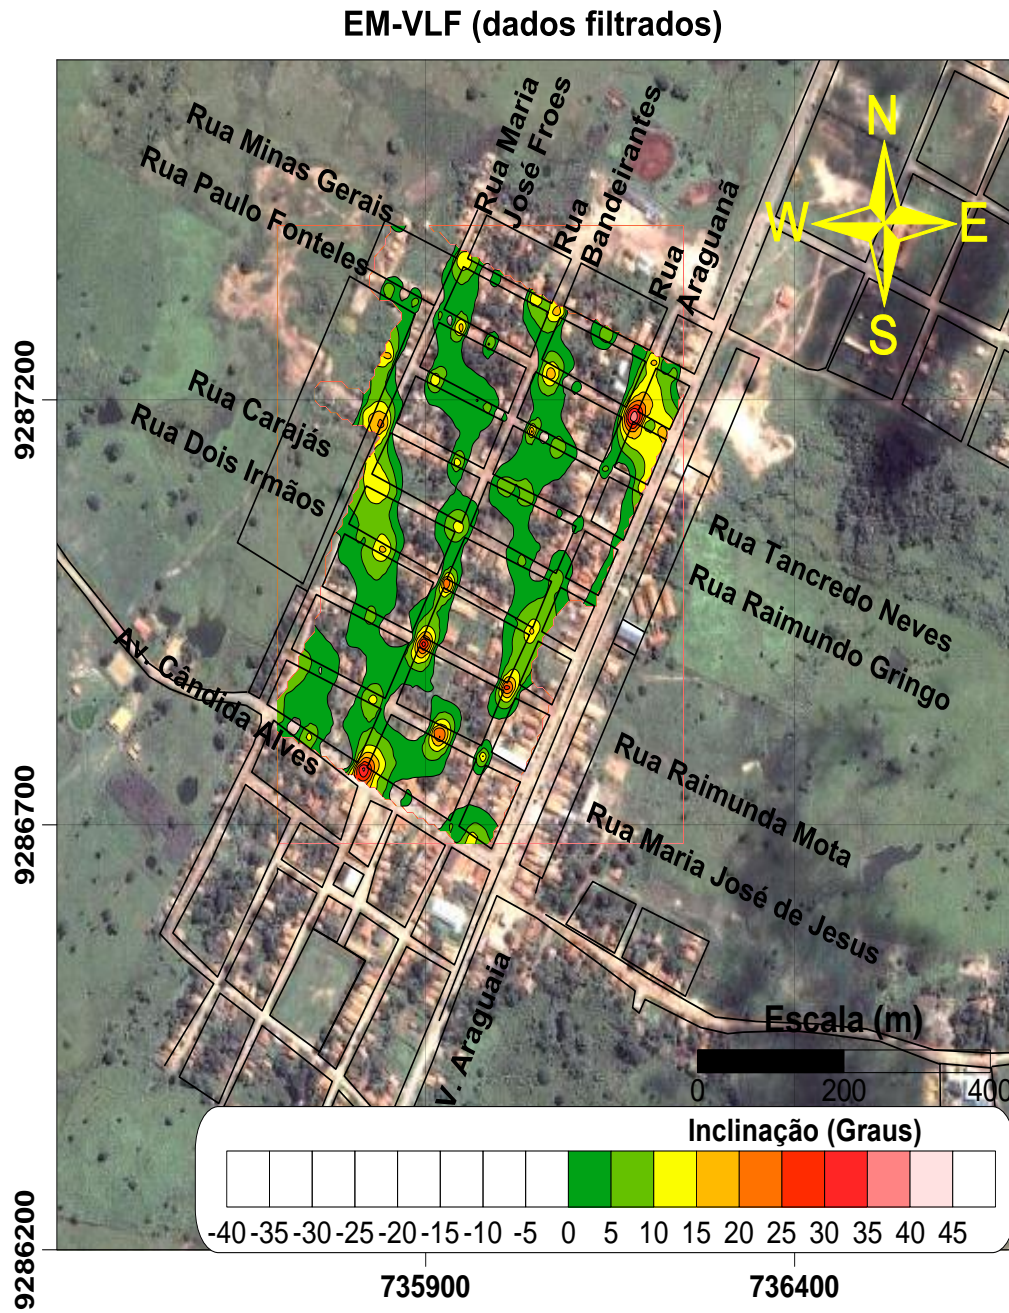 EM-VLF (dados filtrados)
Rua Minas Gerais
Rua Paulo Fonteles
Rua Maria
José Froes
Rua
Bandeirantes
Rua
Araguanã
N
W
E
S
9287200
Rua Carajás
Rua Dois Irmãos
Rua Tancredo Neves
Rua Raimundo Gringo
Av. Cândida Alves
Rua Raimunda Mota
9286700
Rua Maria José de Jesus
V. Araguaia
Escala (m)
0 200 400
Inclinação (Graus)
-40 -35 -30 -25 -20 -15 -10 -5 0 5 10 15 20 25 30 35 40 45
9286200
735900 736400